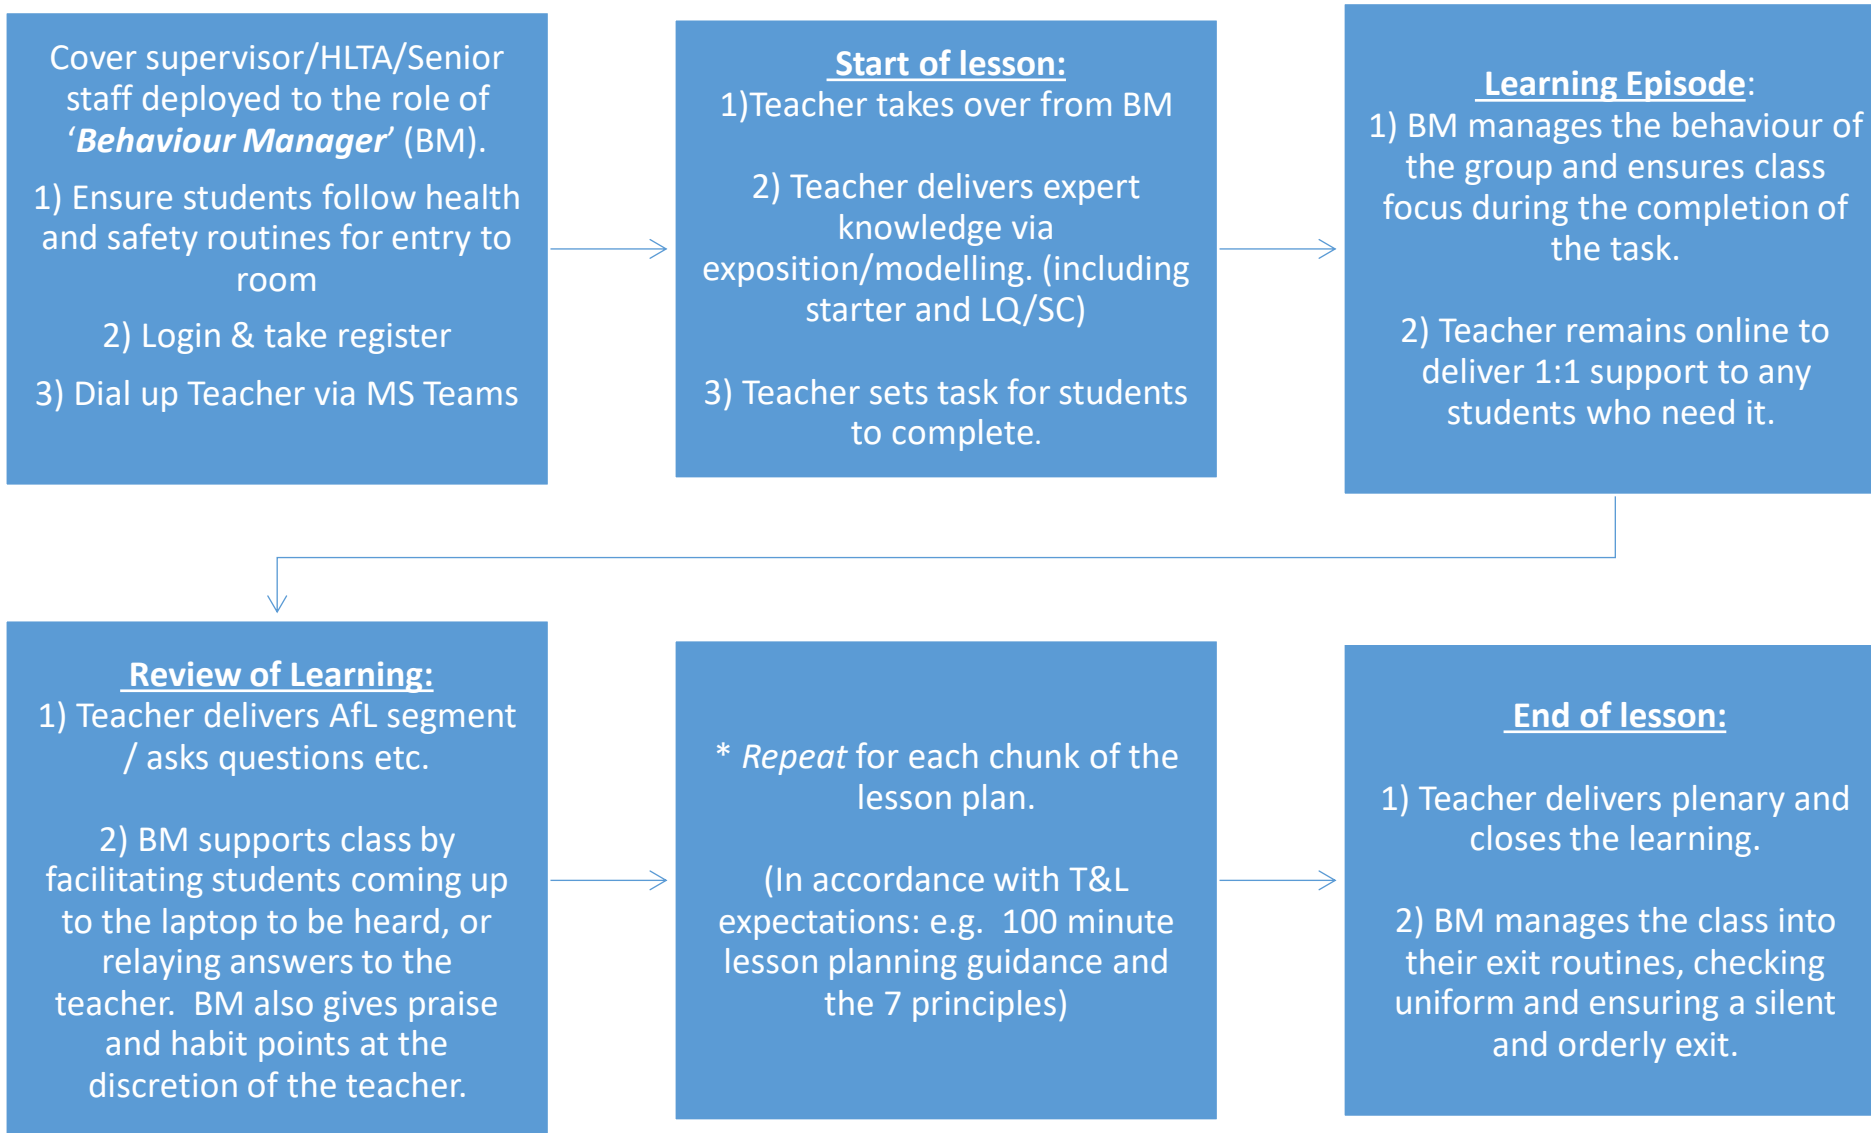 Cover supervisor/HLTA/Senior
staff deployed to the role of
‘Behaviour Manager’ (BM).
1) Ensure students follow health
and safety routines for entry to
room
2) Login & take register
3) Dial up Teacher via MS Teams
Start of lesson:
1)Teacher takes over from BM
2) Teacher delivers expert
knowledge via
exposition/modelling. (including
starter and LQ/SC)
3) Teacher sets task for students
to complete.
Learning Episode:
1) BM manages the behaviour of
the group and ensures class
focus during the completion of
the task.
2) Teacher remains online to
deliver 1:1 support to any
students who need it.
Review of Learning:
1) Teacher delivers AfL segment
/ asks questions etc.
2) BM supports class by
facilitating students coming up
to the laptop to be heard, or
relaying answers to the
teacher.  BM also gives praise
and habit points at the
discretion of the teacher.
* Repeat for each chunk of the
lesson plan.
(In accordance with T&L
expectations: e.g.  100 minute
lesson planning guidance and
the 7 principles)
End of lesson:
1) Teacher delivers plenary and
closes the learning.
2) BM manages the class into
their exit routines, checking
uniform and ensuring a silent
and orderly exit.